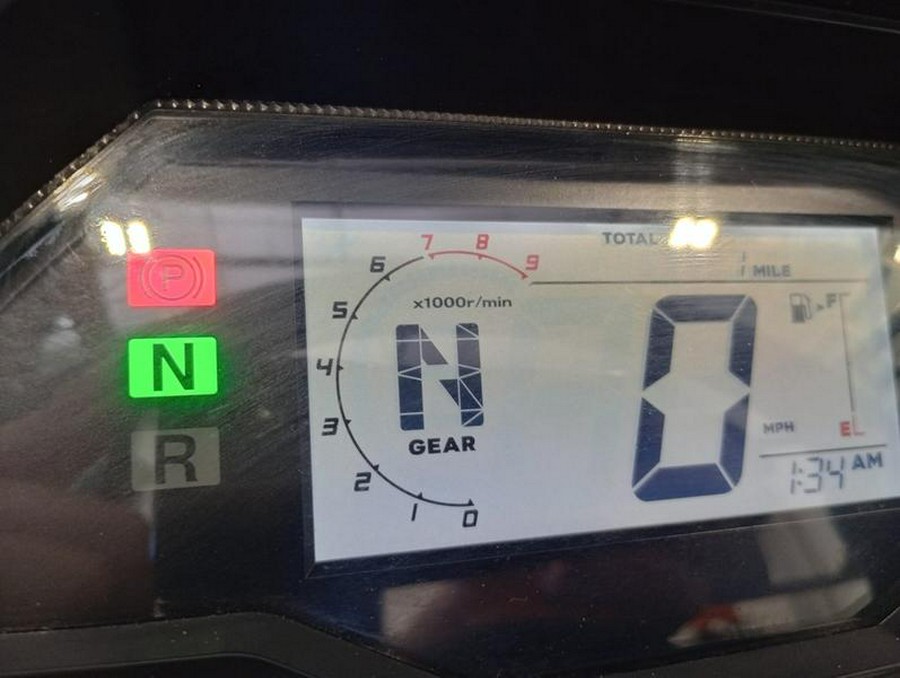 P
N
R
TOTAL
1 MILE
7 8 9
6
5
4
3
2
1
0
x1000r/min
N
GEAR
0
MPH
F
E
1:34 AM